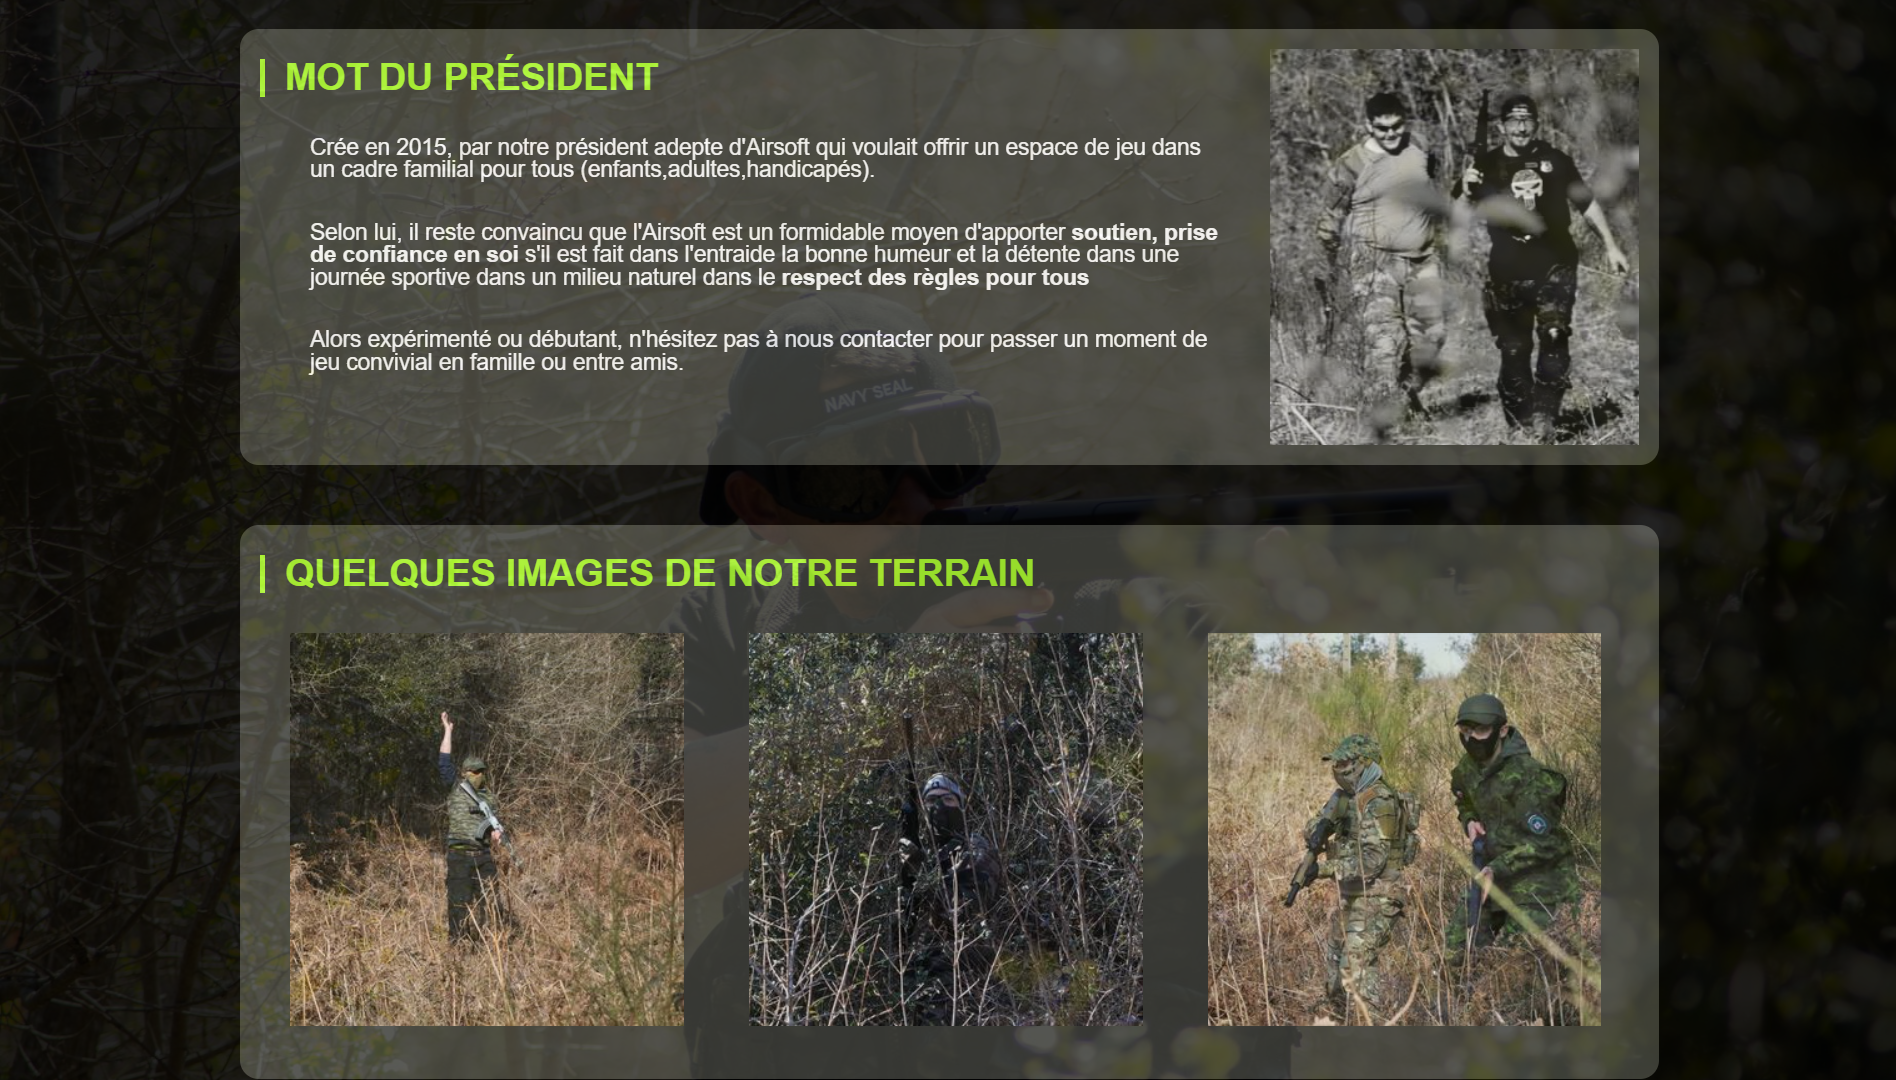 MOT DU PRÉSIDENT
Crée en 2015, par notre président adepte d'Airsoft qui voulait offrir un espace de jeu dans
un cadre familial pour tous (enfants,adultes,handicapés).
Selon lui, il reste convaincu que l'Airsoft est un formidable moyen d'apporter soutien, prise
de confiance en soi s'il est fait dans l'entraide la bonne humeur et la détente dans une
journée sportive dans un milieu naturel dans le respect des règles pour tous
Alors expérimenté ou débutant, n'hésitez pas à nous contacter pour passer un moment de
jeu convivial en famille ou entre amis.
NAVY SEAL
QUELQUES IMAGES DE NOTRE TERRAIN